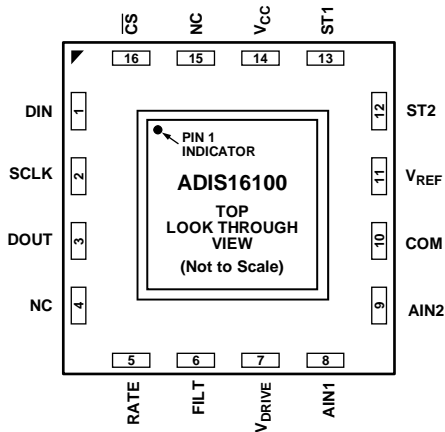 CS
NC
VCC
ST1
16
15
14
13
DIN
1
12
ST2
PIN 1
INDICATOR
SCLK
2
ADIS16100
11
VREF
TOP
LOOK THROUGH
VIEW
DOUT
3
10
COM
(Not to Scale)
NC
4
9
AIN2
5
6
7
8
RATE
FILT
VDRIVE
AIN1